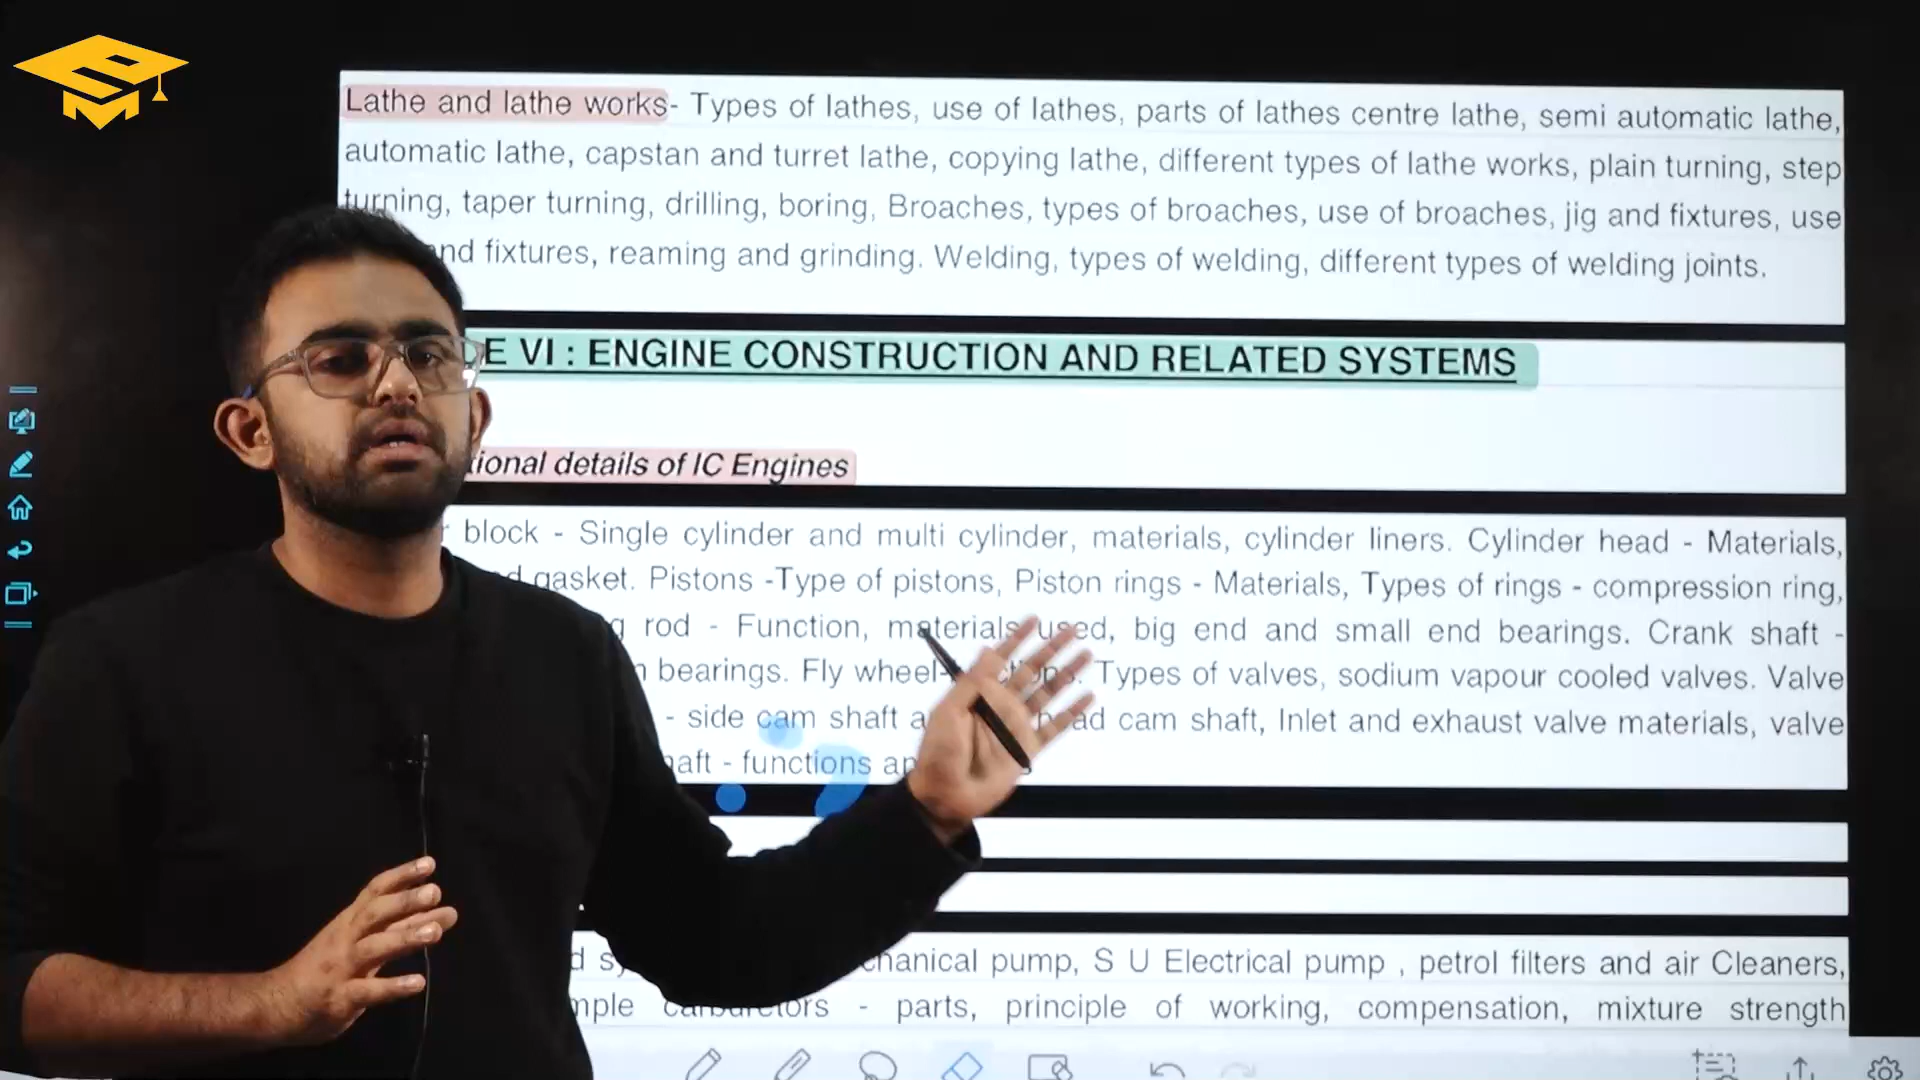 Lathe and lathe works- Types of lathes, use of lathes, parts of lathes centre lathe, semi automatic lathe,
automatic lathe, capstan and turret lathe, copying lathe, different types of lathe works, plain turning, step
turning, taper turning, drilling, boring, Broaches, types of broaches, use of broaches, jig and fixtures, use
nd fixtures, reaming and grinding. Welding, types of welding, different types of welding joints.
E VI : ENGINE CONSTRUCTION AND RELATED SYSTEMS
tional details of IC Engines
block - Single cylinder and multi cylinder, materials, cylinder liners. Cylinder head - Materials,
gasket. Pistons -Type of pistons, Piston rings - Materials, Types of rings - compression ring,
rod - Function, materials used, big end and small end bearings. Crank shaft -
bearings. Fly wheel- Types of valves, sodium vapour cooled valves. Valve
- side cam shaft a ad cam shaft, Inlet and exhaust valve materials, valve
aft - functions
chanical pump, S U Electrical pump , petrol filters and air Cleaners,
mple carburetors - parts, principle of working, compensation, mixture strength